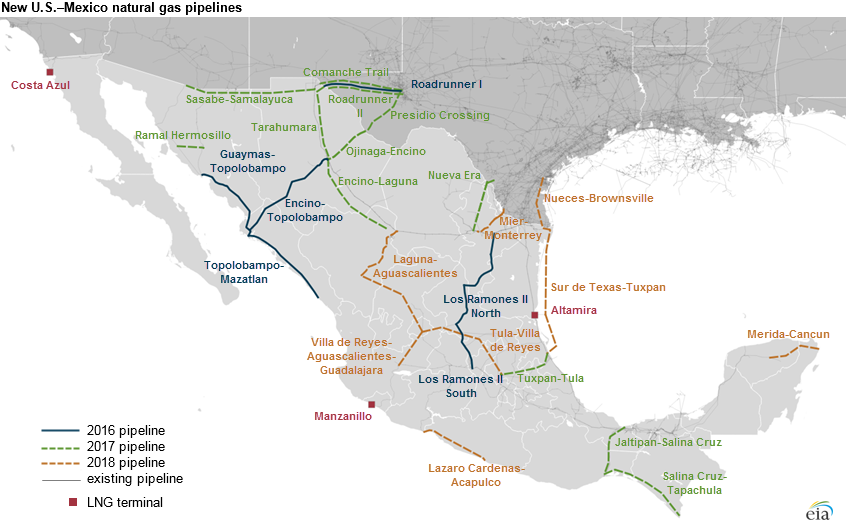 New U.S.–Mexico natural gas pipelines
Comanche Trail
Costa Azul
Roadrunner I
Sasabe-Samalayuca
Roadrunner
II
Presidio Crossing
Tarahumara
Ramal Hermosillo
Guaymas-
Topolobampo
Ojinaga-Encino
Encino-Laguna
Nueva Era
Nueces-Brownsville
Encino-
Topolobampo
Mier-
Monterrey
Topolobampo-
Mazatlan
Laguna-
Aguascalientes
Sur de Texas-Tuxpan
Los Ramones II
North
Altamira
Villa de Reyes-
Aguascalientes-
Guadalajara
Tula-Villa
de Reyes
Merida-Cancun
Los Ramones II
South
Tuxpan-Tula
Manzanillo
2016 pipeline
2017 pipeline
2018 pipeline
existing pipeline
LNG terminal
Jaltipan-Salina Cruz
Lazaro Cardenas-
Acapulco
Salina Cruz-
Tapachula
eia